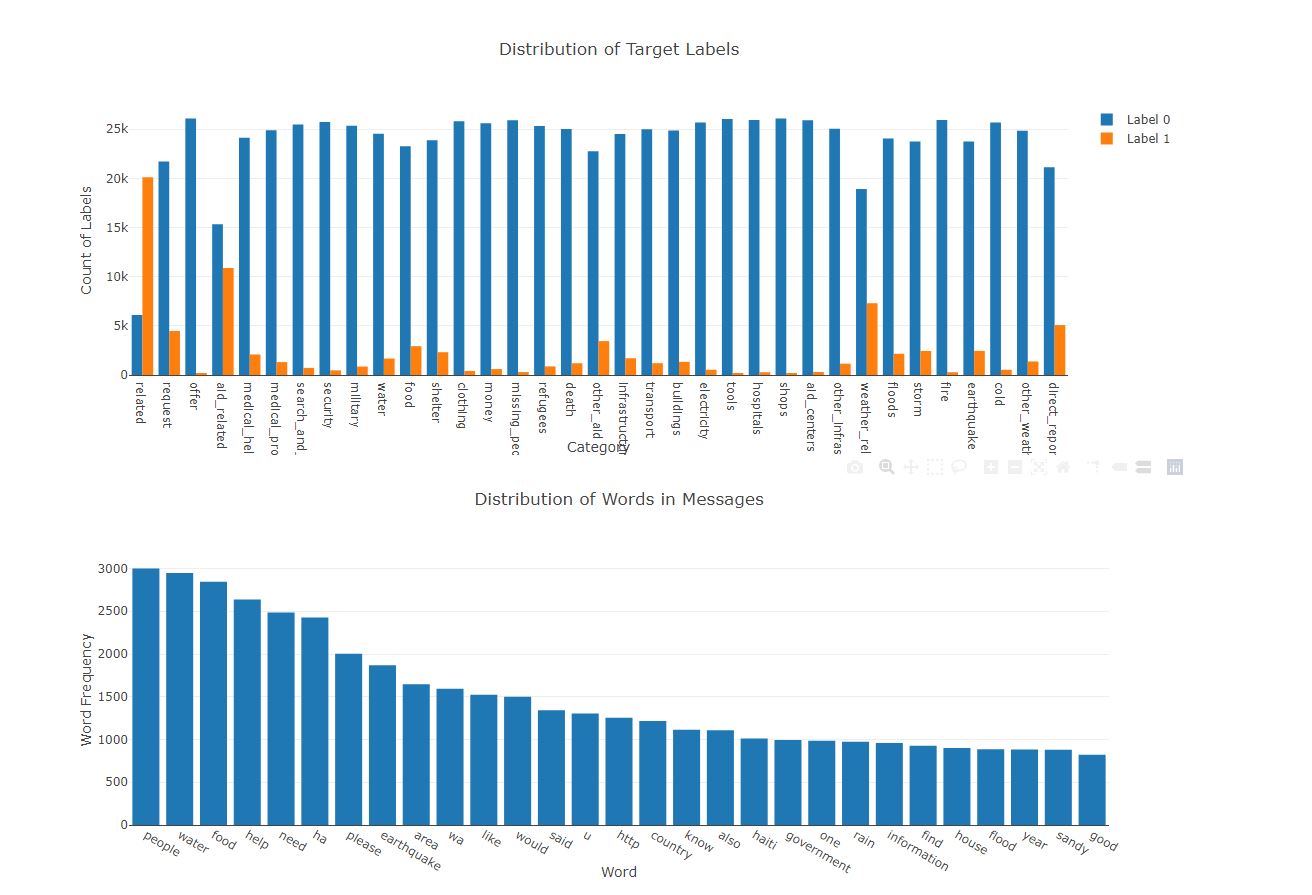 Distribution of Target Labels
Label 0
Label 1
25k
20k
15k
10k
5k
0
Count of Labels
related
request
offer
aid_related
medical_hel
medical_pro
search_and_
security
military
water
food
shelter
clothing
money
missing_peo
refugees
death
other_aid
infrastructur
transport
buildings
electricity
tools
hospitals
shops
aid_centers
other_infras
weather_rel
floods
storm
fire
earthquake
cold
other_weath
direct_repor
Category
Distribution of Words in Messages
3000
2500
2000
1500
1000
500
0
Word Frequency
people
water
food
help
need
ha
please
earthquake
area
wa
like
would
said
u
http
country
know
also
haiti
government
one
rain
information
find
house
flood
year
sandy
good
Word